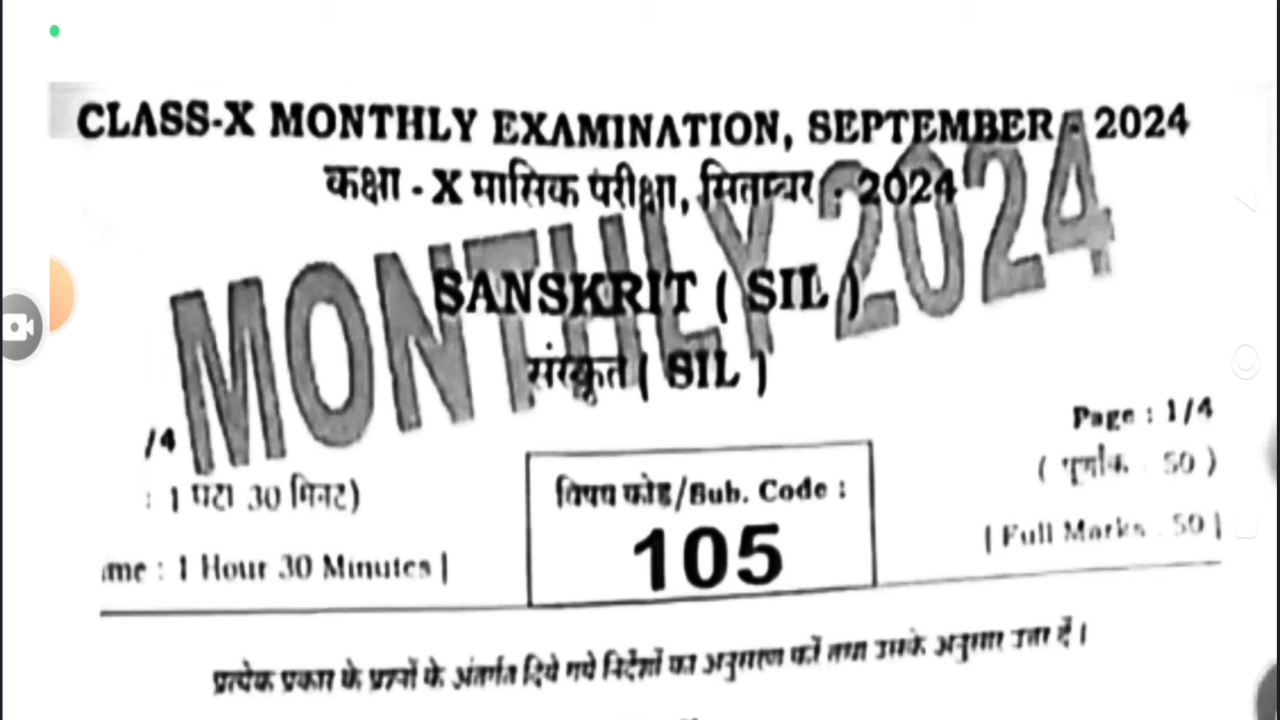 CLASS-X MONTHLY EXAMINATION, SEPTEMBER - 2024
कक्षा - X मासिक परीक्षा, सितम्बर - 2024
MONTHLY 2024
SANSKRIT ( SIL )
संस्कृत ( SIL )
/4
Page : 1/4
: 1 घंटा 30 मिनट)
( पूर्णांक : 50 )
विषय कोड/Sub. Code :
105
me : 1 Hour 30 Minutes ]
[ Full Marks : 50 ]
प्रत्येक प्रकार के प्रश्नों के अंतर्गत दिये गये निर्देशों का अनुसरण करें तथा उसके अनुसार उत्तर दें।